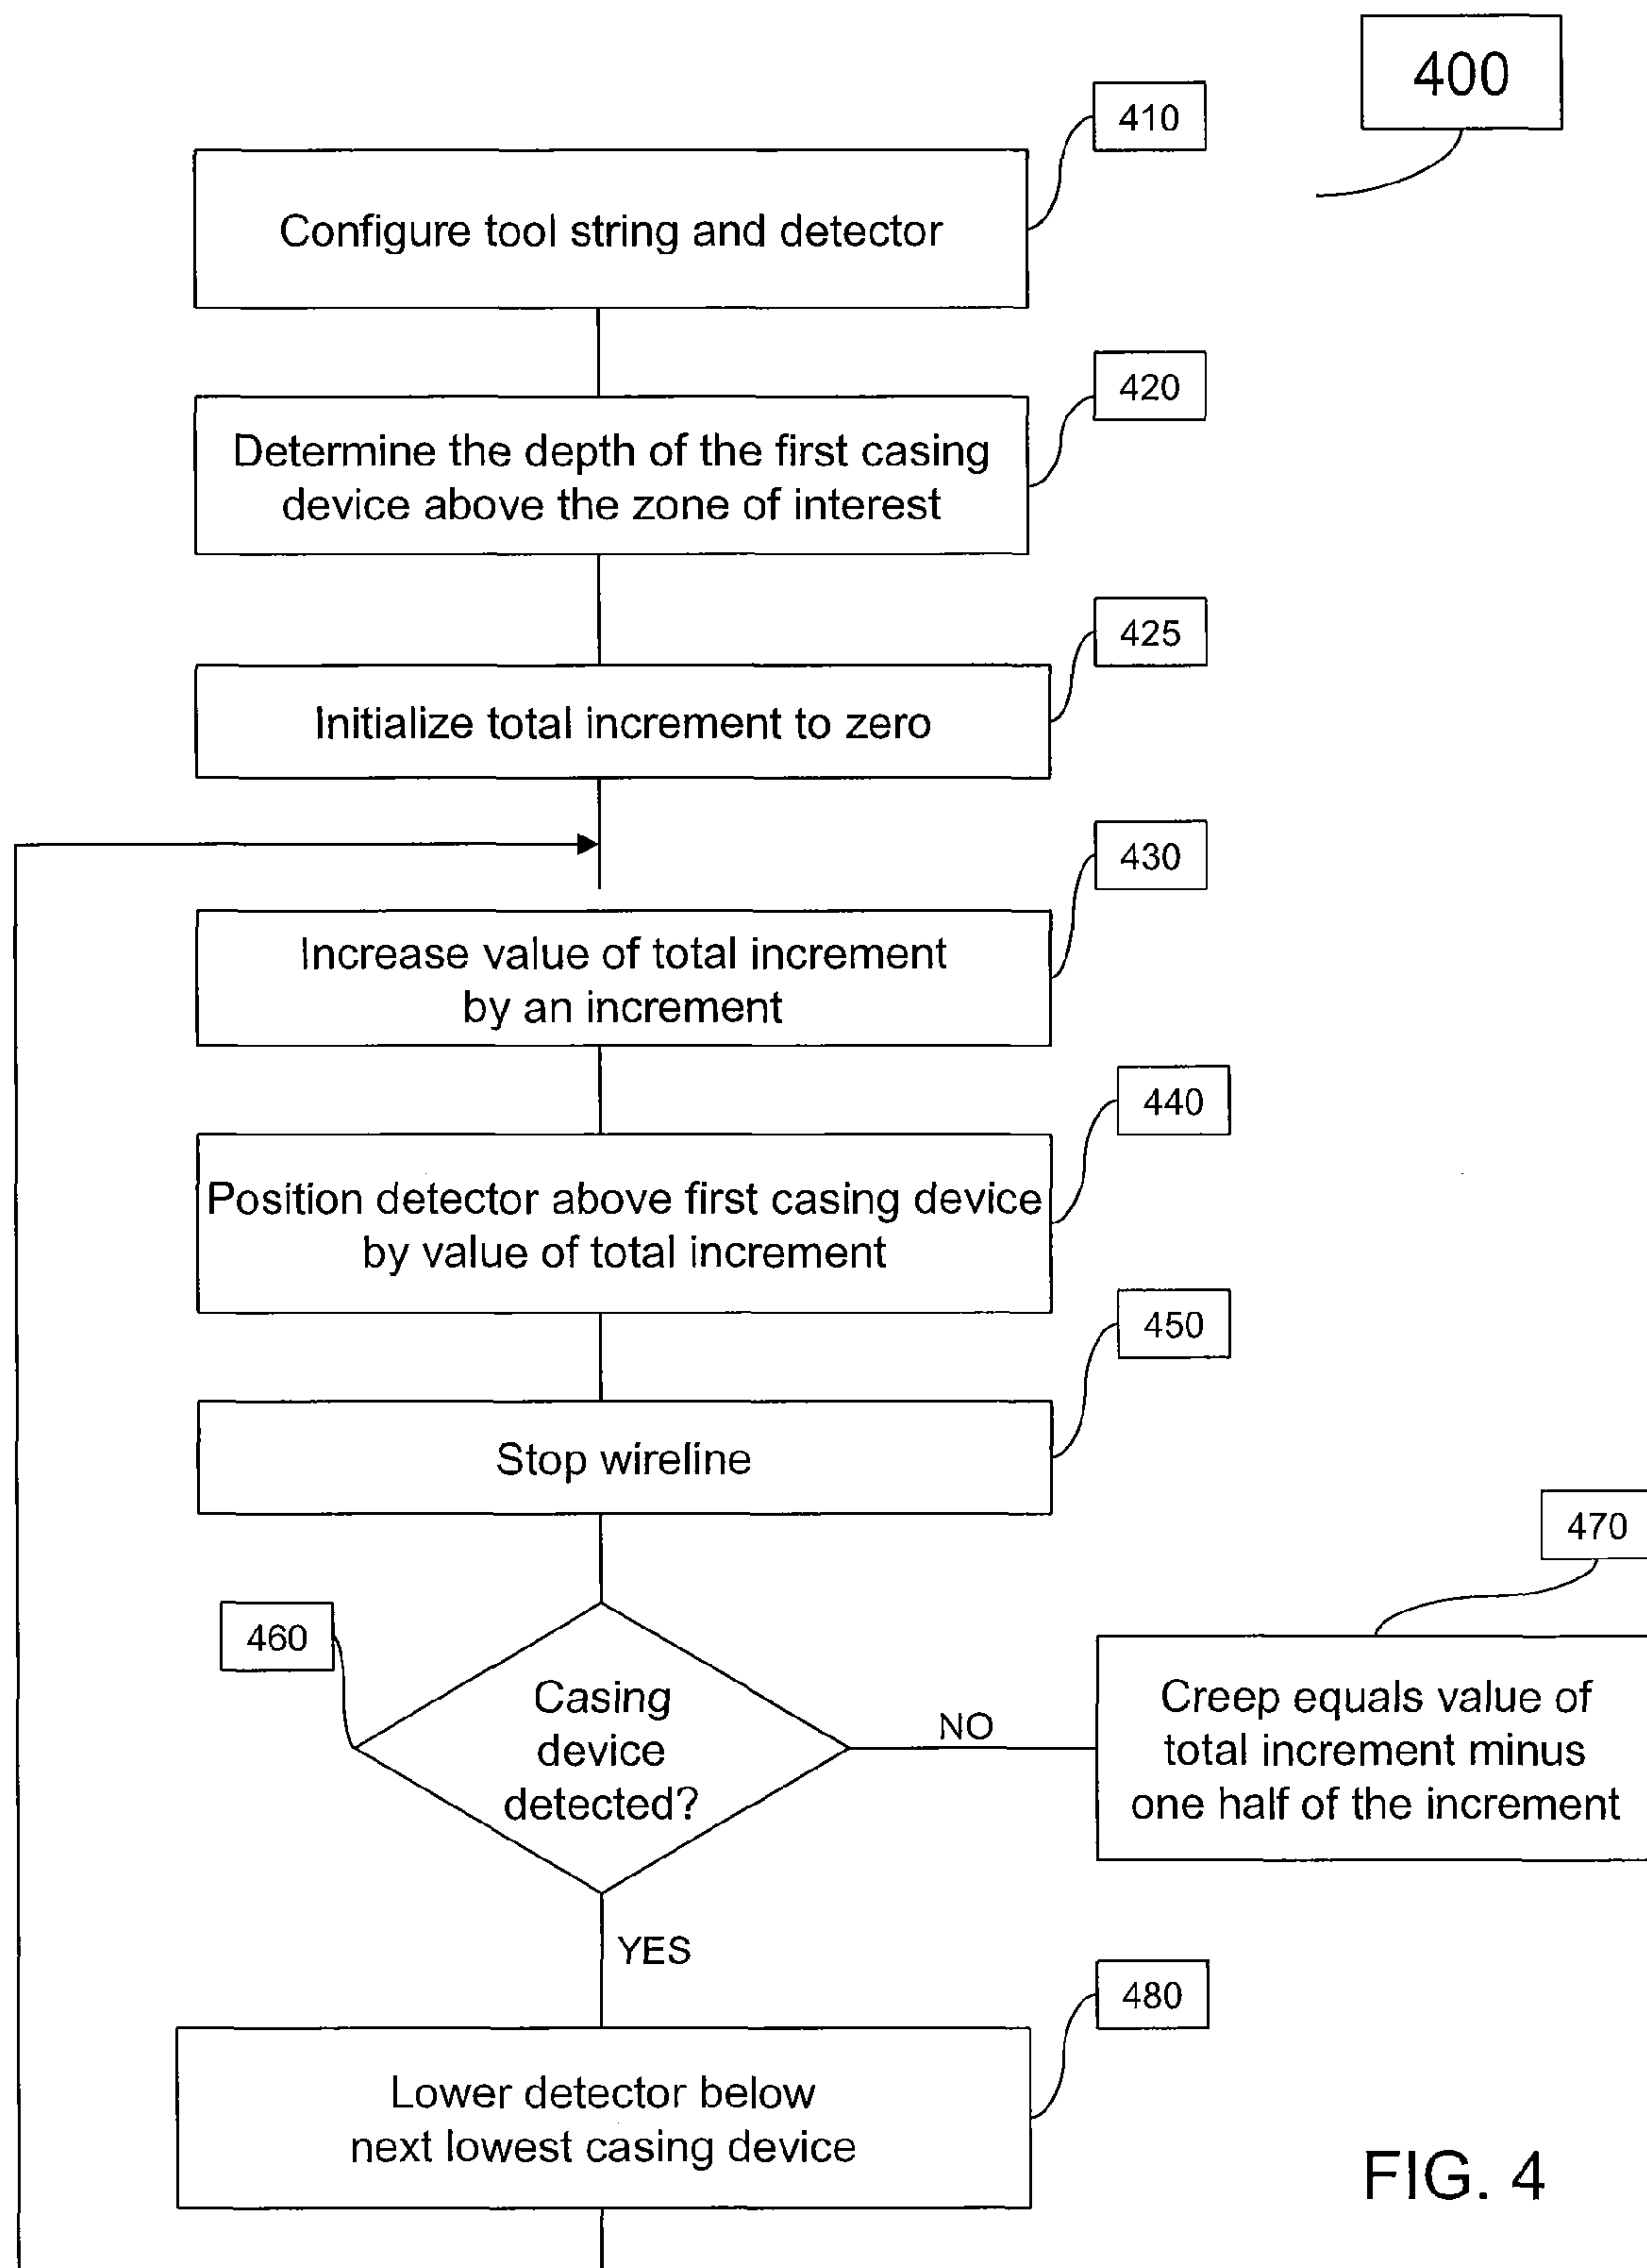 400
410
Configure tool string and detector
420
Determine the depth of the first casing
device above the zone of interest
425
Initialize total increment to zero
430
Increase value of total increment
by an increment
440
Position detector above first casing device
by value of total increment
450
Stop wireline
470
460
Casing
device
detected?
NO
Creep equals value of
total increment minus
one half of the increment
YES
480
Lower detector below
next lowest casing device
FIG. 4